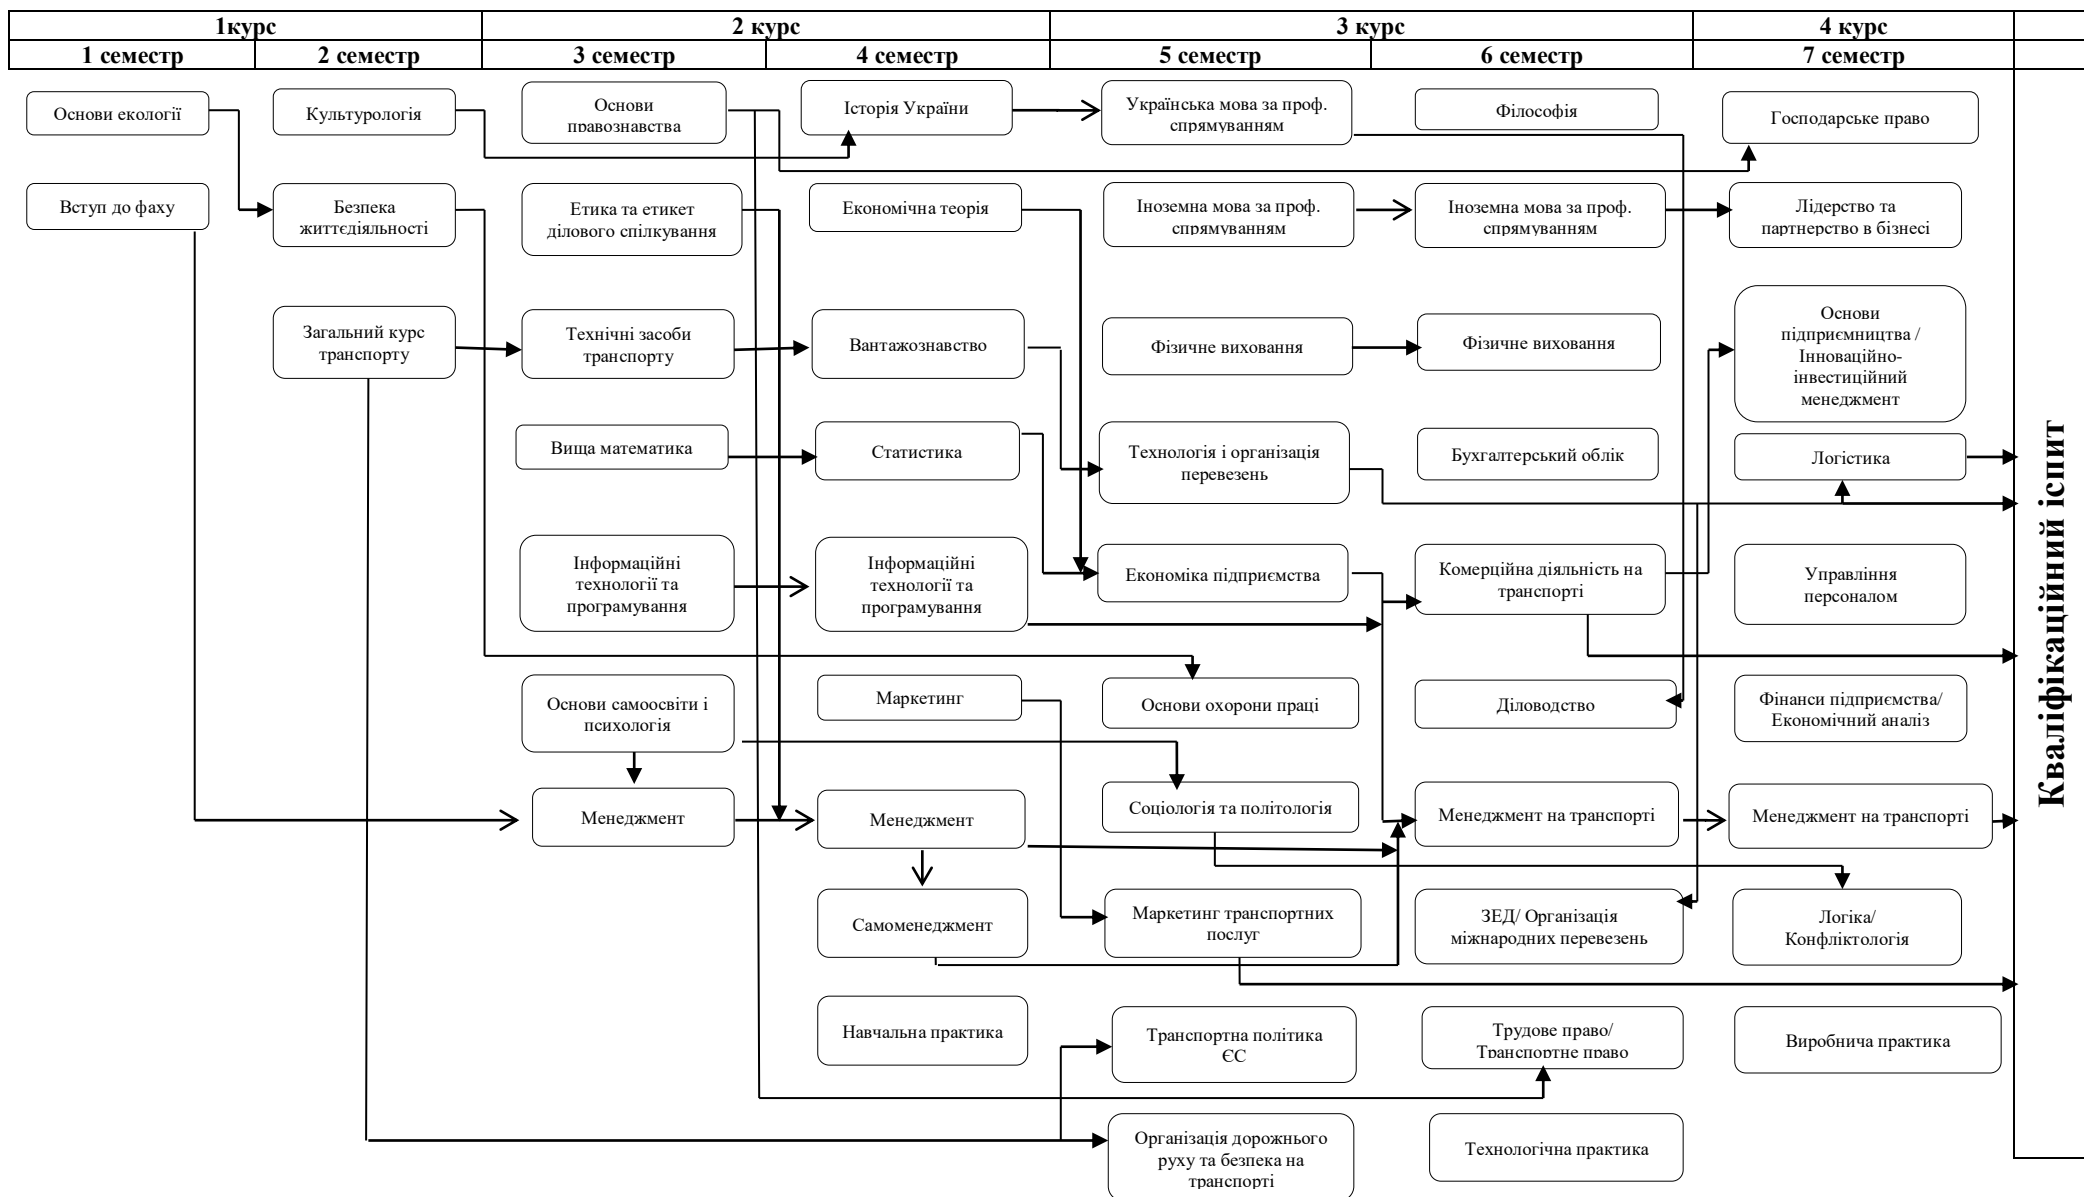 1курс
2 курс
3 курс
4 курс
1 семестр
2 семестр
3 семестр
4 семестр
5 семестр
6 семестр
7 семестр
Основи екології
Культурологія
Основи
правознавства
Історія України
Українська мова за проф.
спрямуванням
Філософія
Господарське право
Вступ до фаху
Безпека
життєдіяльності
Етика та етикет
ділового спілкування
Економічна теорія
Іноземна мова за проф.
спрямуванням
Іноземна мова за проф.
спрямуванням
Лідерство та
партнерство в бізнесі
Загальний курс
транспорту
Технічні засоби
транспорту
Вантажознавство
Фізичне виховання
Фізичне виховання
Основи
підприємництва /
Інноваційно-
інвестиційний
менеджмент
Вища математика
Статистика
Технологія і організація
перевезень
Бухгалтерський облік
Логістика
Інформаційні
технології та
програмування
Інформаційні
технології та
програмування
Економіка підприємства
Комерційна діяльність на
транспорті
Управління
персоналом
Основи самоосвіти і
психологія
Маркетинг
Основи охорони праці
Діловодство
Фінанси підприємства/
Економічний аналіз
Менеджмент
Менеджмент
Соціологія та політологія
Менеджмент на транспорті
Менеджмент на транспорті
Самоменеджмент
Маркетинг транспортних
послуг
ЗЕД/ Організація
міжнародних перевезень
Логіка/
Конфліктологія
Навчальна практика
Транспортна політика
ЄС
Трудове право/
Транспортне право
Виробнича практика
Організація дорожнього
руху та безпека на
транспорті
Технологічна практика
Кваліфікаційний іспит